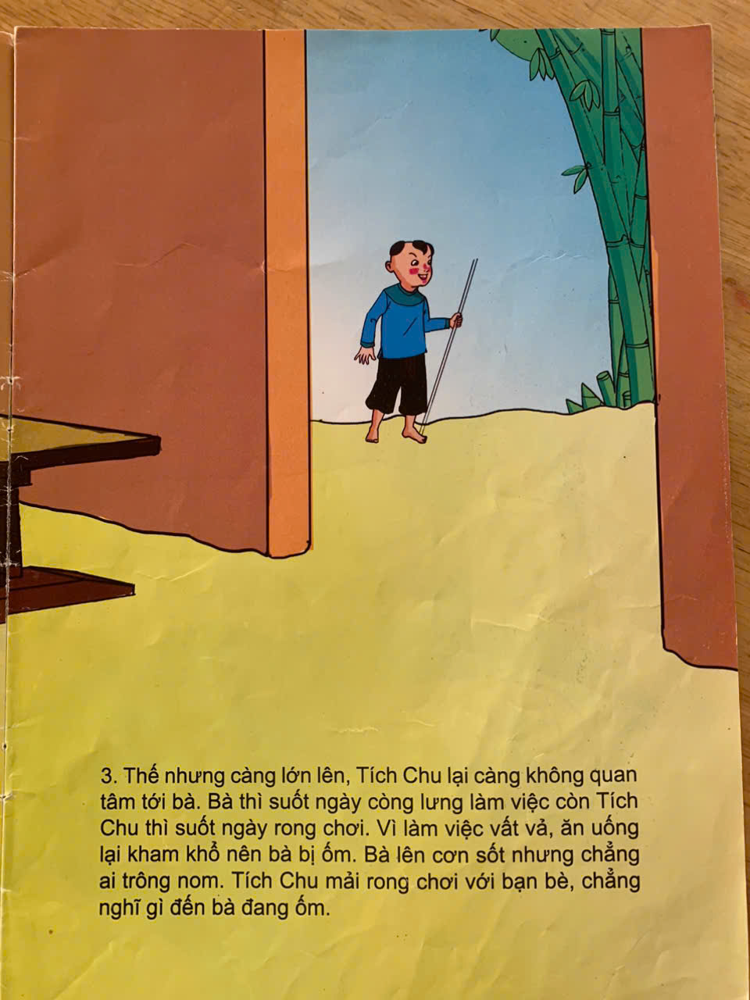 3. Thế nhưng càng lớn lên, Tích Chu lại càng không quan
tâm tới bà. Bà thì suốt ngày còng lưng làm việc còn Tích
Chu thì suốt ngày rong chơi. Vì làm việc vất vả, ăn uống
lại kham khổ nên bà bị ốm. Bà lên cơn sốt nhưng chẳng
ai trông nom. Tích Chu mải rong chơi với bạn bè, chẳng
nghĩ gì đến bà đang ốm.